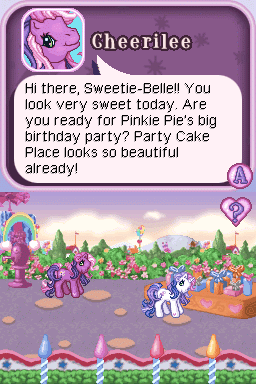 Cheerilee
Hi there, Sweetie-Belle!! You
look very sweet today. Are
you ready for Pinkie Pie's big
birthday party? Party Cake
Place looks so beautiful
already!
A
?